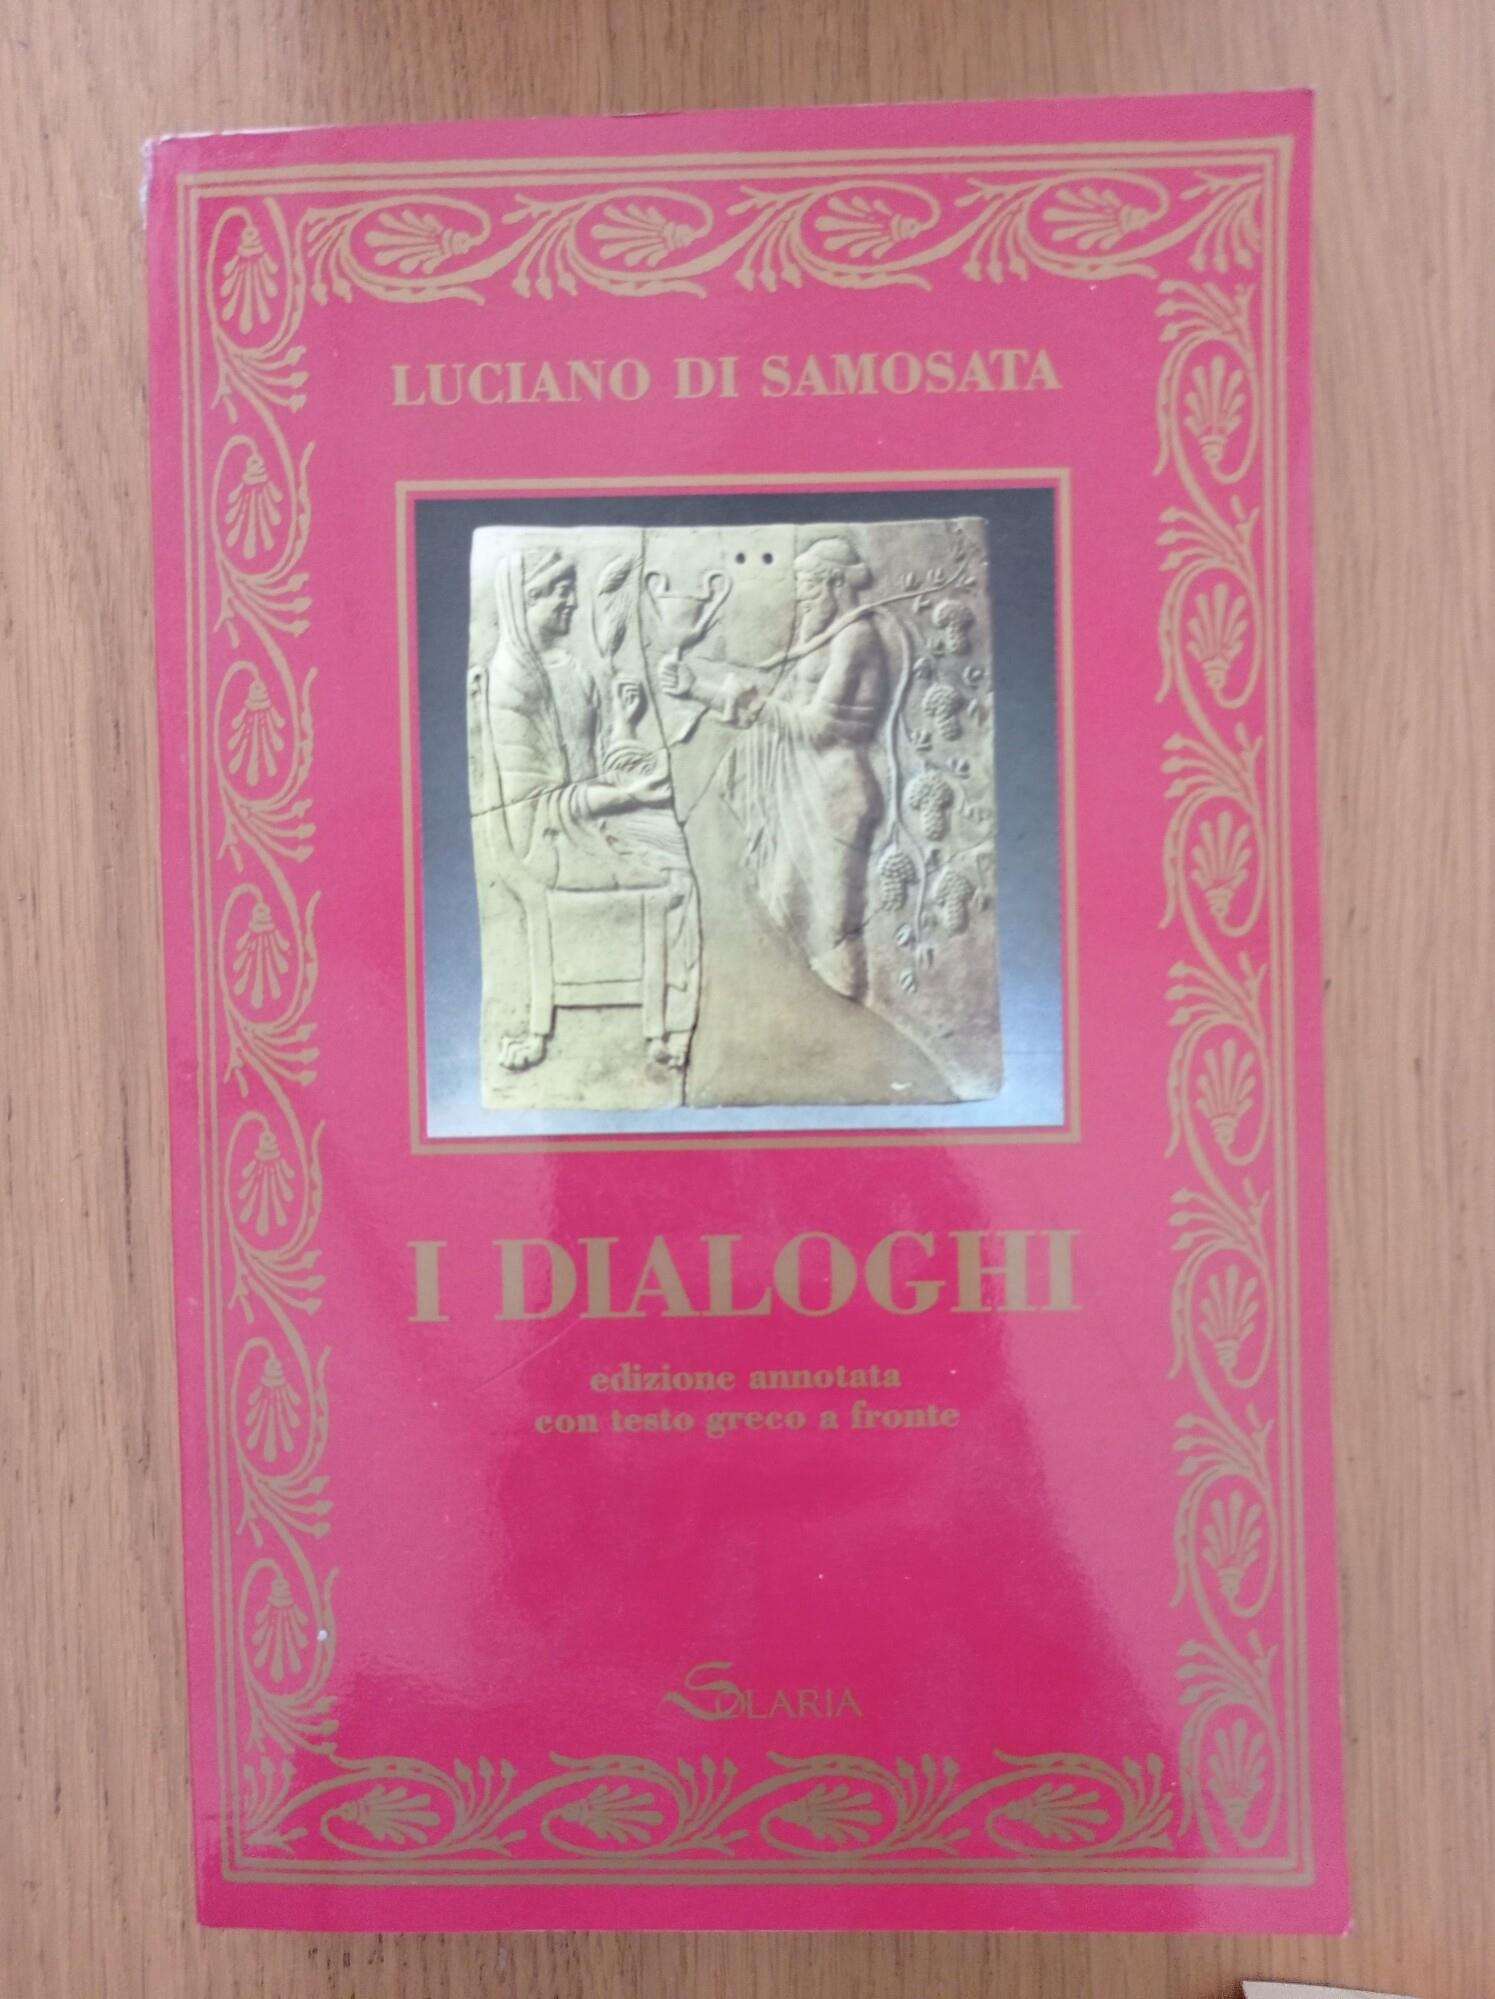 LUCIANO DI SAMOSATA
I DIALOGHI
edizione annotata
con testo greco a fronte
SOLARIA